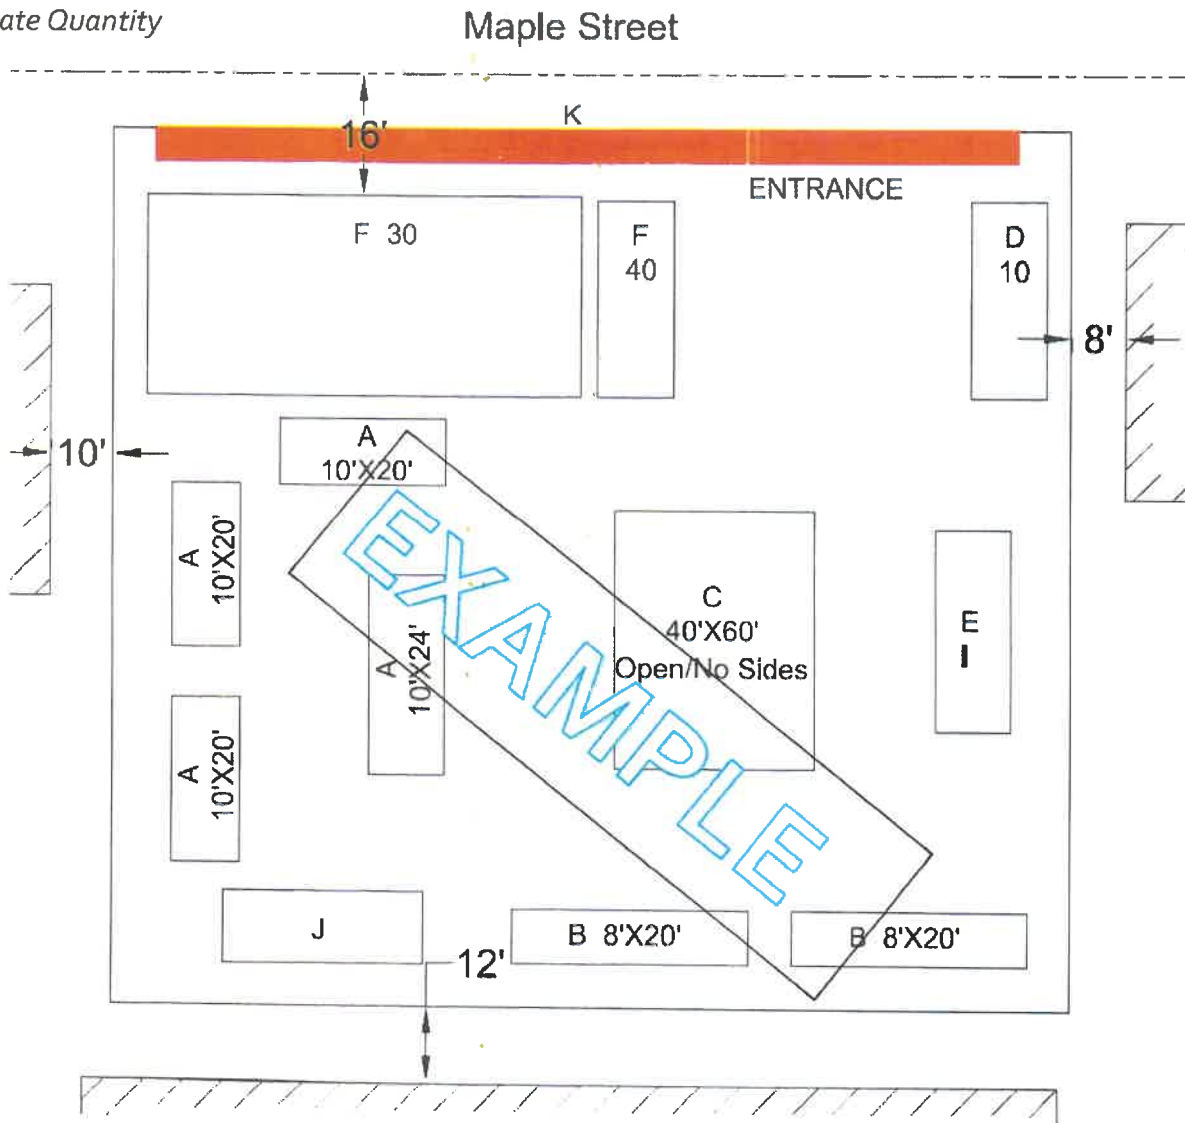 ate Quantity
Maple Street
K
16'
ENTRANCE
F 30
F
40
D
10
8'
10'
A
10'X20'
A
10'X20'
EXAMPLE
C
40'X60'
Open/No Sides
E
I
A
10'X24'
A
10'X20'
J
B 8'X20'
B 8'X20'
12'